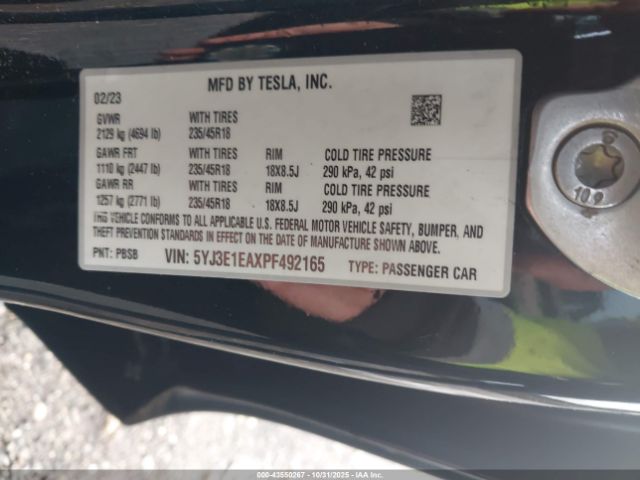 MFD BY TESLA, INC.
02/23
GVWR WITH TIRES
2129 kg (4694 lb) 235/45R18
GAWR FRT WITH TIRES RIM COLD TIRE PRESSURE
1110 kg (2447 lb) 235/45R18 18X8.5J 290 kPa, 42 psi
GAWR RR WITH TIRES RIM COLD TIRE PRESSURE
1257 kg (2771 lb) 235/45R18 18X8.5J 290 kPa, 42 psi
THIS VEHICLE CONFORMS TO ALL APPLICABLE U.S. FEDERAL MOTOR VEHICLE SAFETY, BUMPER, AND
THEFT PREVENTION STANDARDS IN EFFECT ON THE DATE OF MANUFACTURE SHOWN ABOVE.
PNT: PBSB VIN: 5YJ3E1EAXPF492165 TYPE: PASSENGER CAR
10.9
000-43550267 - 10/31/2025 - IAA Corp.